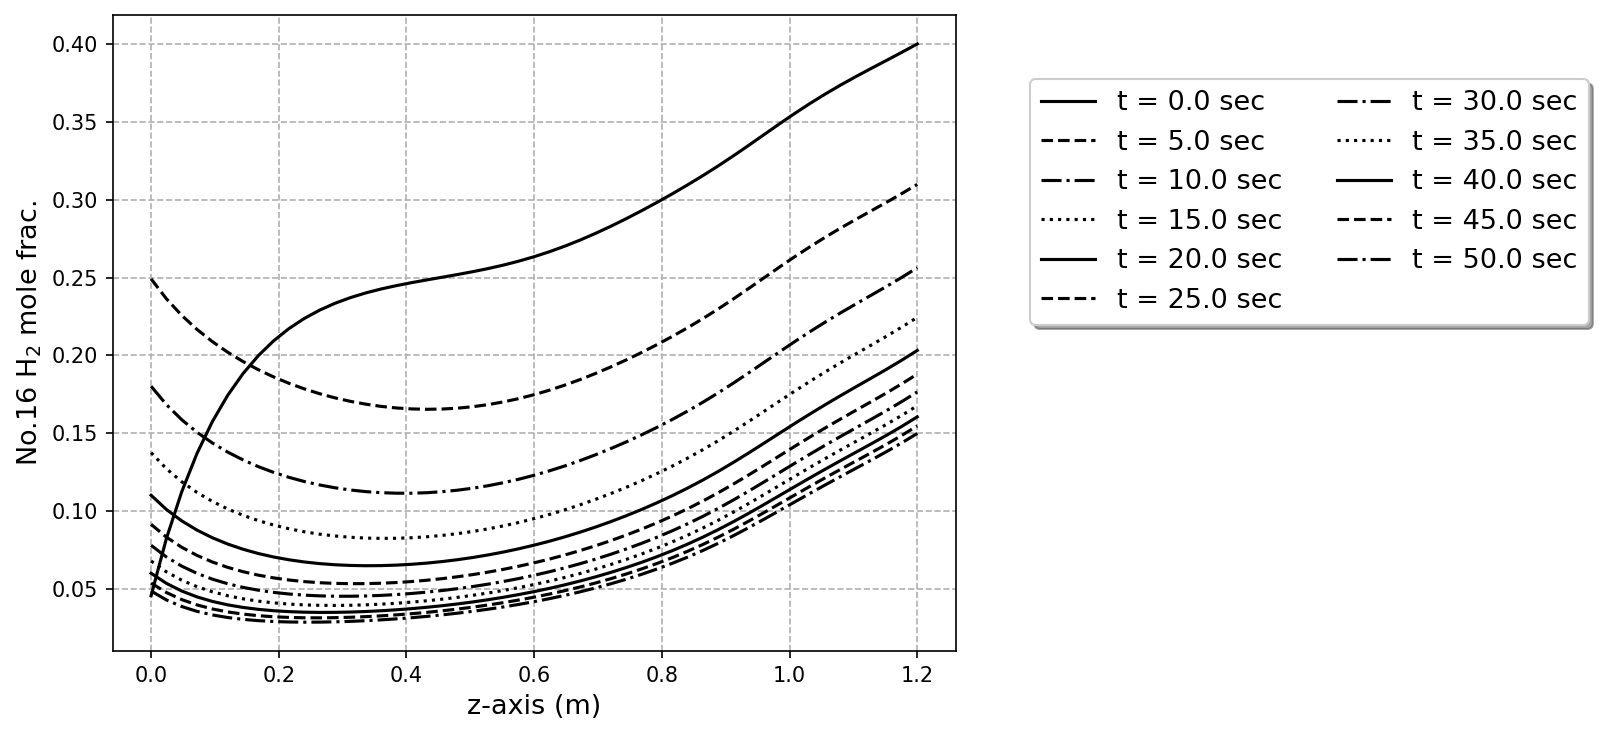 0.40
0.35
0.30
0.25
0.20
0.15
0.10
0.05
No.16 H₂ mole frac.
0.0 0.2 0.4 0.6 0.8 1.0 1.2
z-axis (m)
t = 0.0 sec
t = 5.0 sec
t = 10.0 sec
t = 15.0 sec
t = 20.0 sec
t = 25.0 sec
t = 30.0 sec
t = 35.0 sec
t = 40.0 sec
t = 45.0 sec
t = 50.0 sec